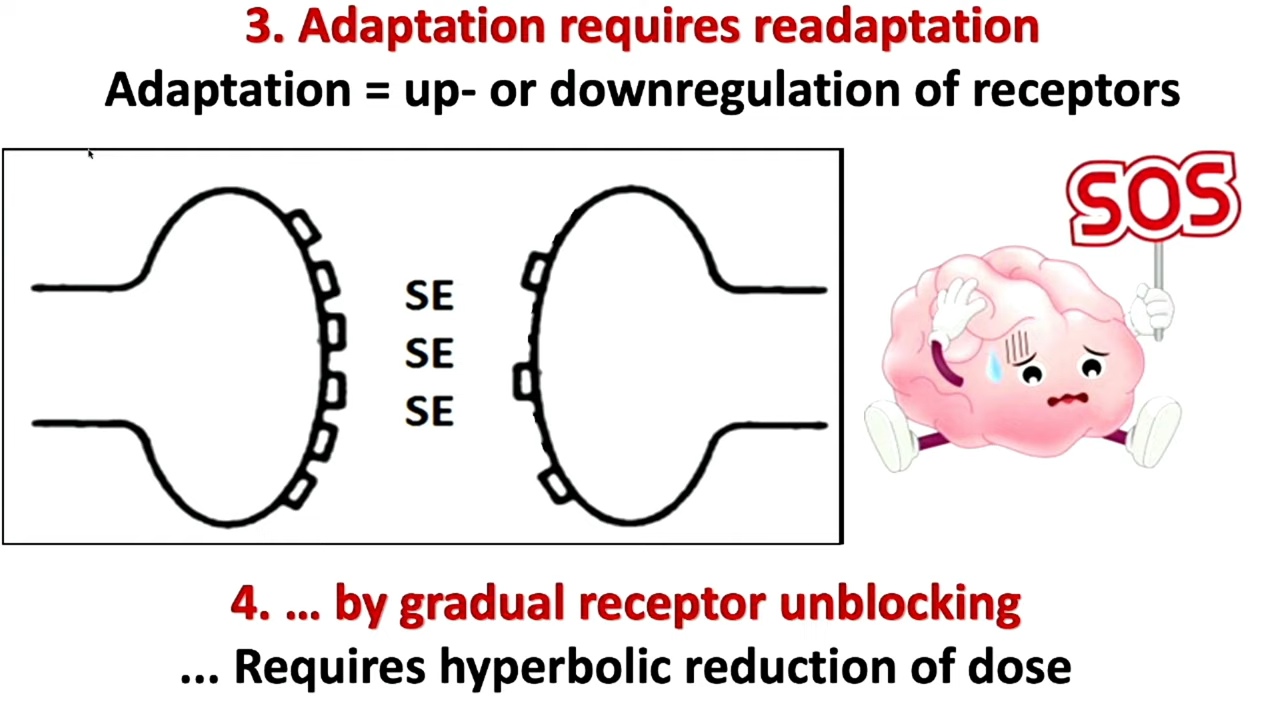 3. Adaptation requires readaptation
Adaptation = up- or downregulation of receptors
SOS
SE
SE
SE
4. ... by gradual receptor unblocking
... Requires hyperbolic reduction of dose